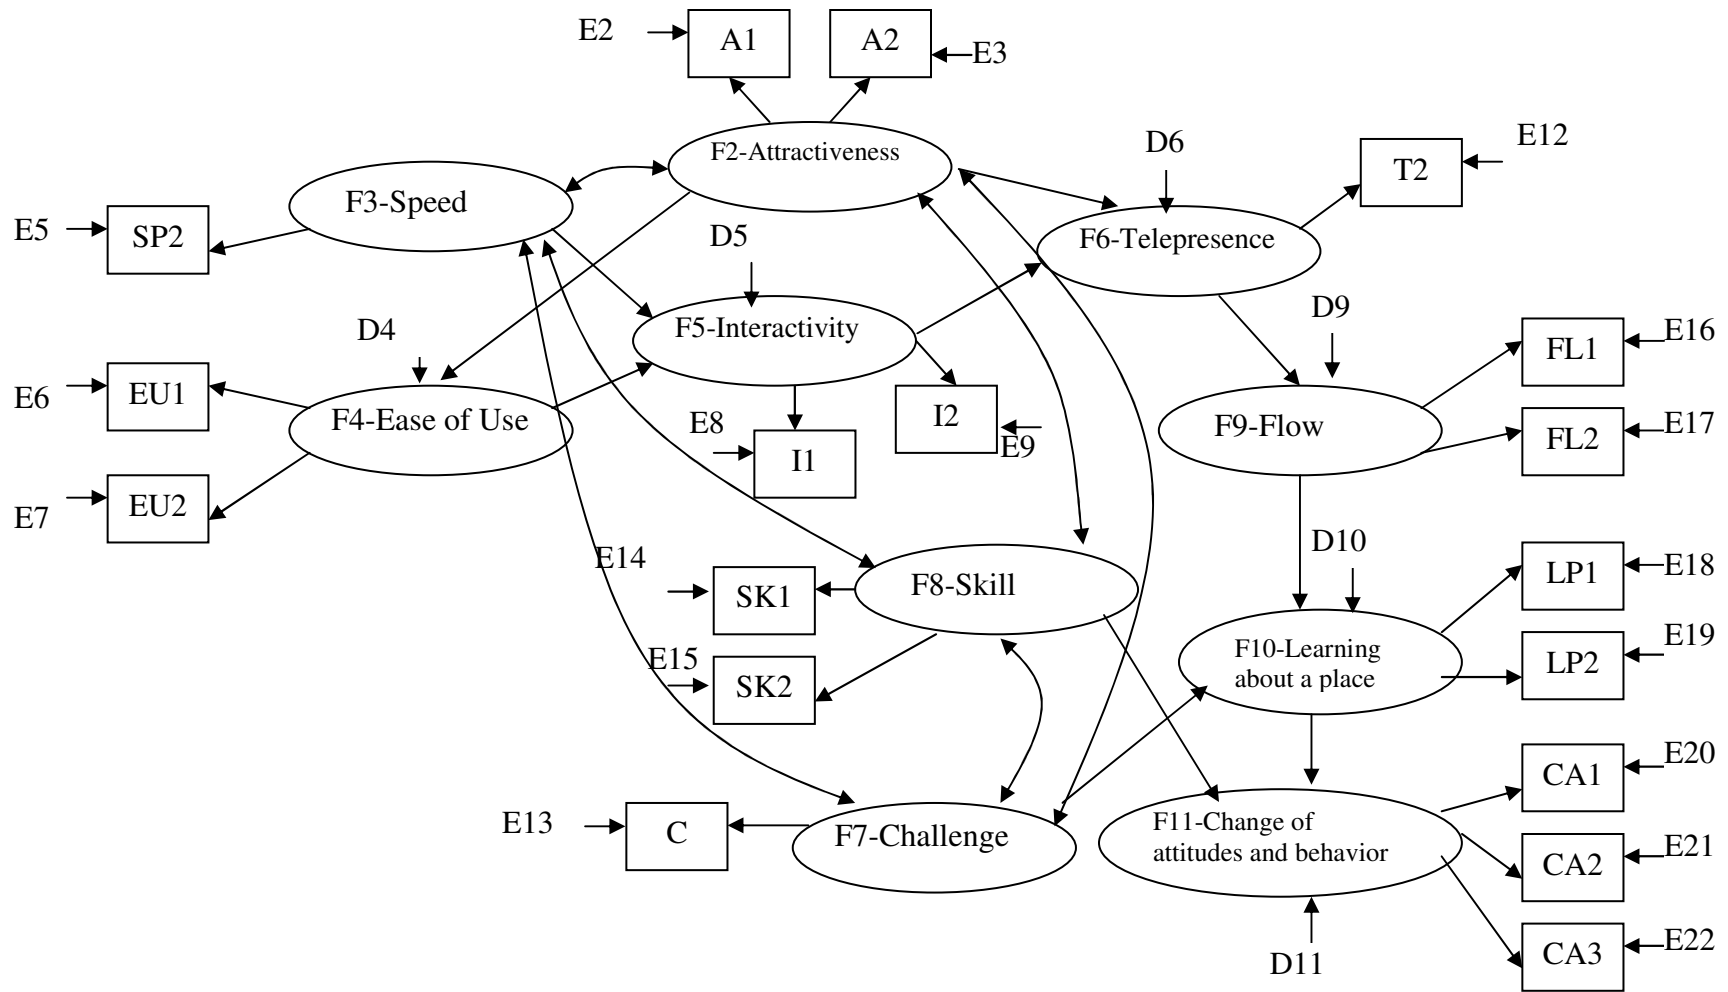 E2
A1
A2
E3
F2-Attractiveness
D6
E12
T2
F3-Speed
E5
SP2
D5
F6-Telepresence
D4
F5-Interactivity
D9
E16
FL1
E6
EU1
F4-Ease of Use
E8
I2
E9
F9-Flow
E17
FL2
I1
E7
EU2
E14
SK1
F8-Skill
D10
LP1
E18
E15
SK2
F10-Learning
about a place
E19
LP2
E13
C
F7-Challenge
F11-Change of
attitudes and behavior
E20
CA1
E21
CA2
E22
CA3
D11